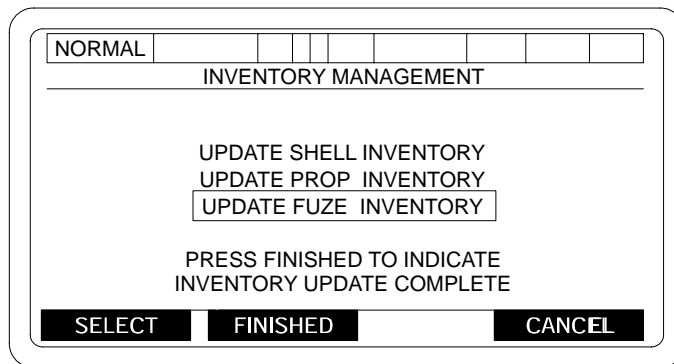 NORMAL
INVENTORY MANAGEMENT
UPDATE SHELL INVENTORY
UPDATE PROP INVENTORY
UPDATE FUZE INVENTORY
PRESS FINISHED TO INDICATE
INVENTORY UPDATE COMPLETE
SELECT FINISHED CANCEL